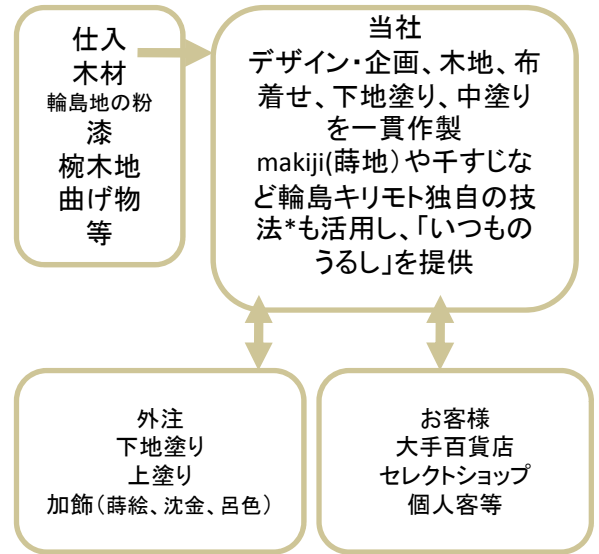 仕入
木材
輪島地の粉
漆
椀木地
曲げ物
等
当社
デザイン・企画、木地、布
着せ、下地塗り、中塗り
を一貫作製
makiji(蒔地）や千すじな
ど輪島キリモト独自の技
法*も活用し、「いつもの
うるし」を提供
外注
下地塗り
上塗り
加飾（蒔絵、沈金、呂色）
お客様
大手百貨店
セレクトショップ
個人客等